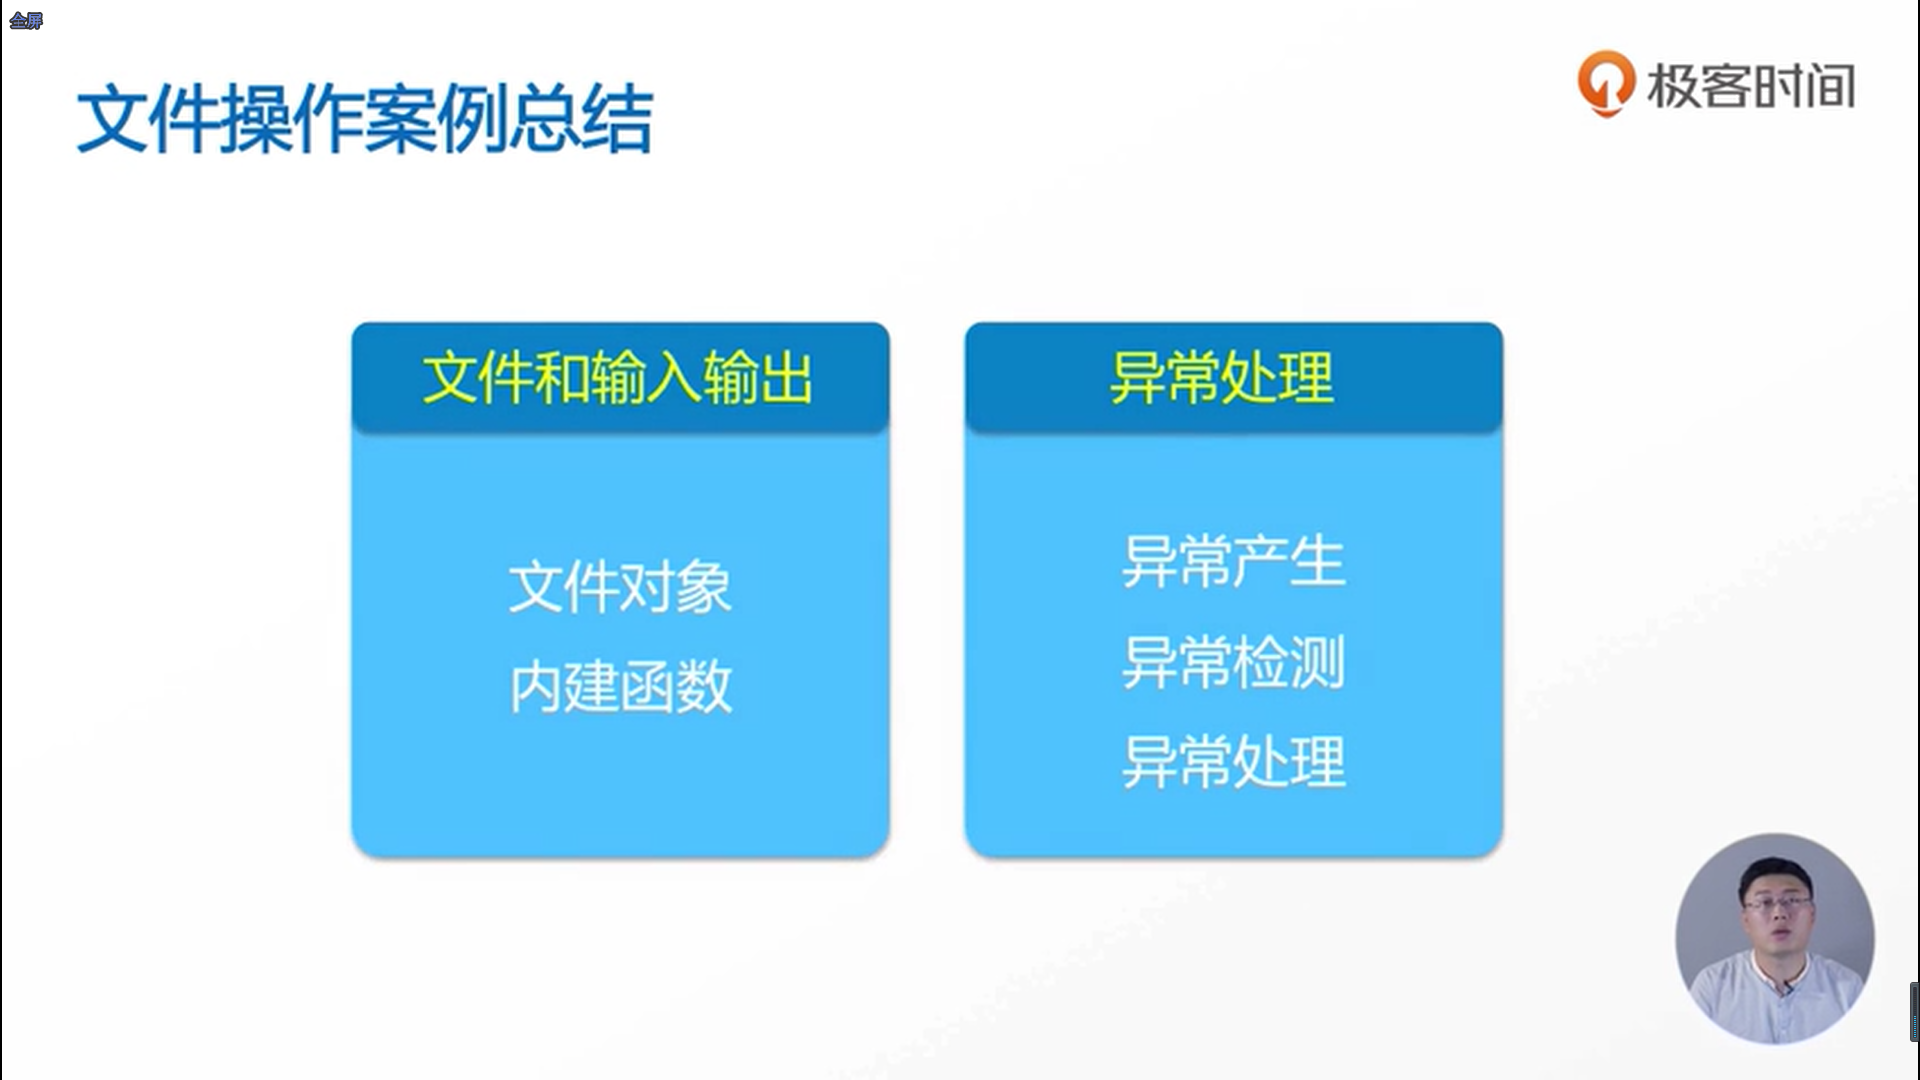 全屏
极客时间
文件操作案例总结
文件和输入输出
文件对象
内建函数
异常处理
异常产生
异常检测
异常处理